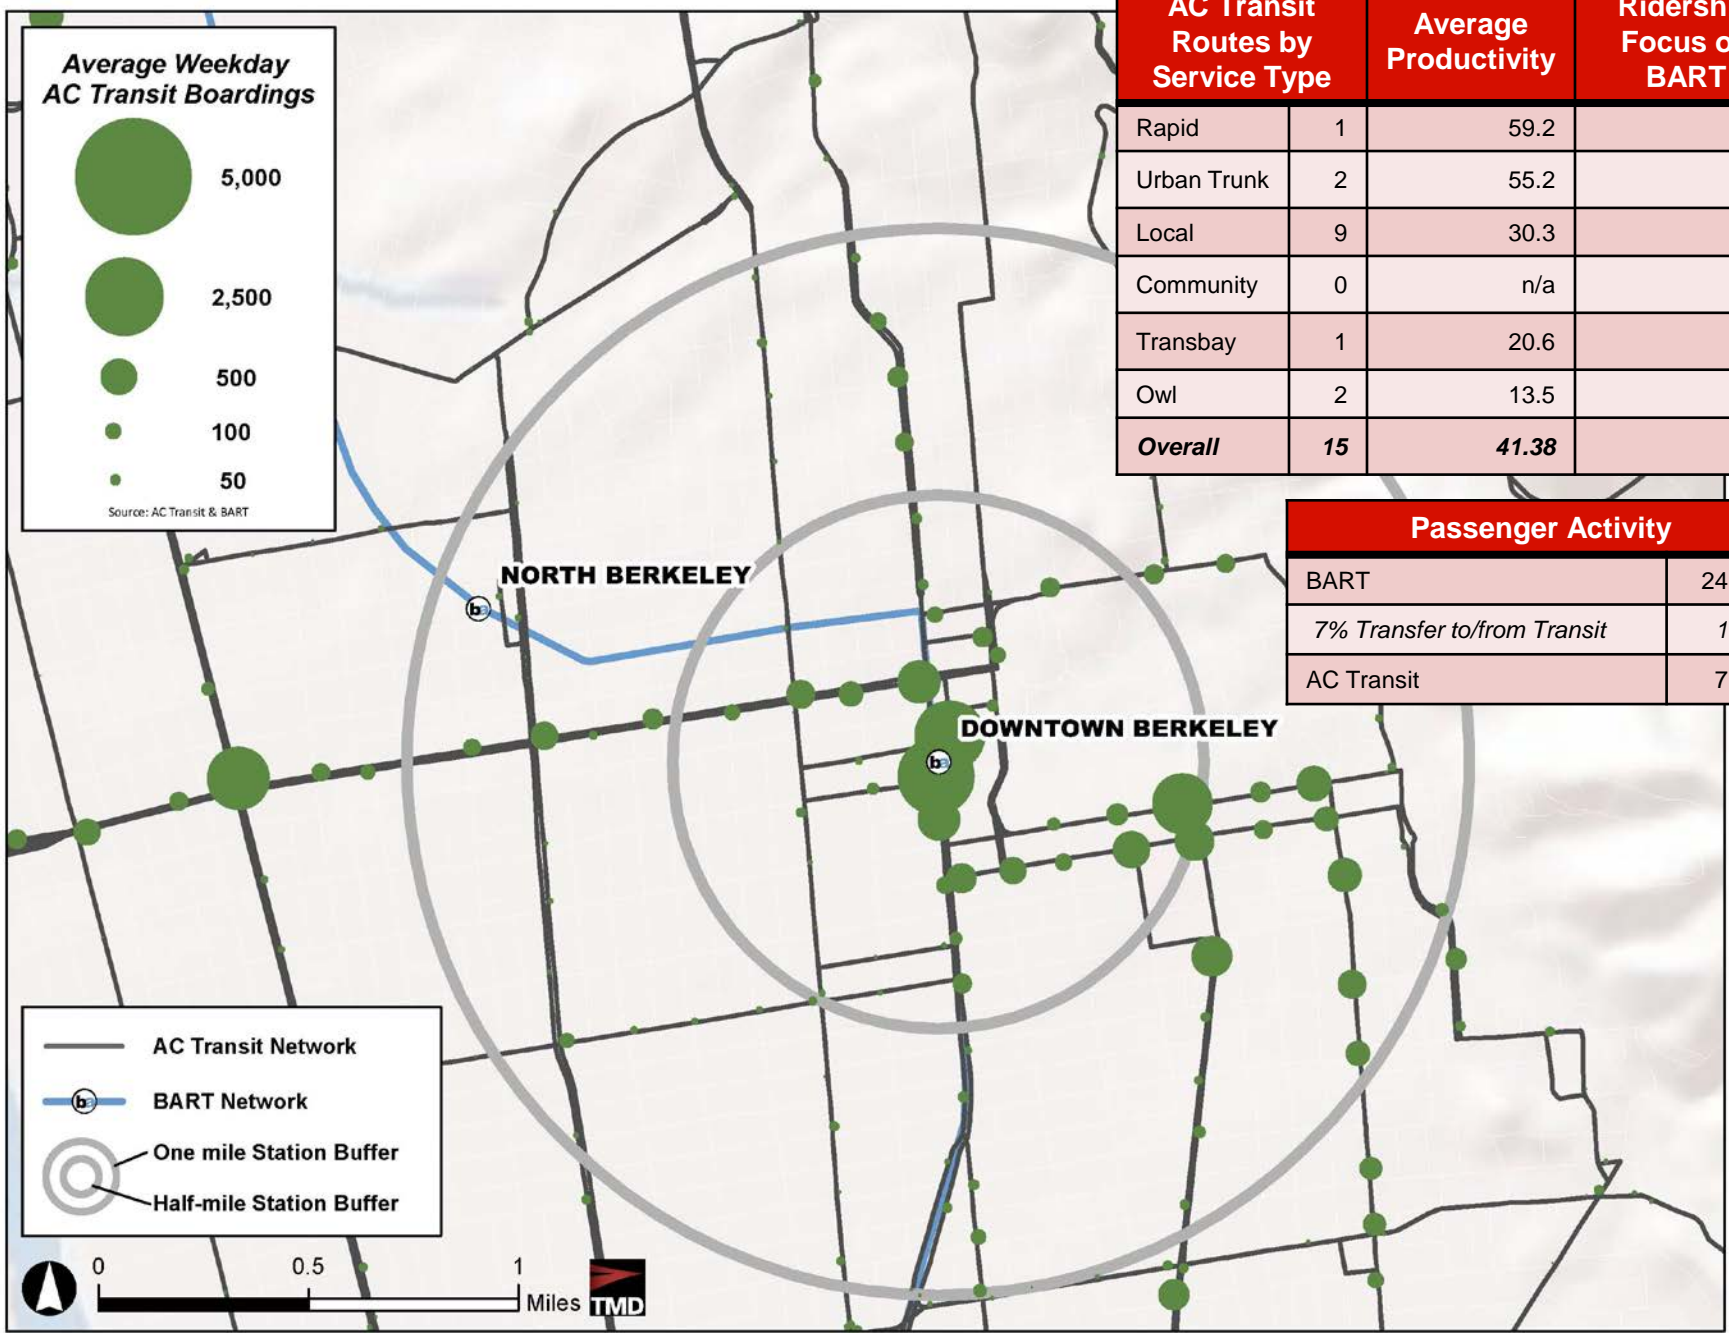 Average Weekday
AC Transit Boardings
5,000
2,500
500
100
50
Source: AC Transit & BART
AC Transit
Routes by
Service Type
Average
Productivity
Focus
BART
Rapid 1 59.2
Urban Trunk 2 55.2
Local 9 30.3
Community 0 n/a
Transbay 1 20.6
Owl 2 13.5
Overall 15 41.38
Passenger Activity
BART 24
7% Transfer to/from Transit 1
AC Transit 7
NORTH BERKELEY
ba
DOWNTOWN BERKELEY
ba
AC Transit Network
ba BART Network
One mile Station Buffer
Half-mile Station Buffer
0 0.5 1
Miles TMD